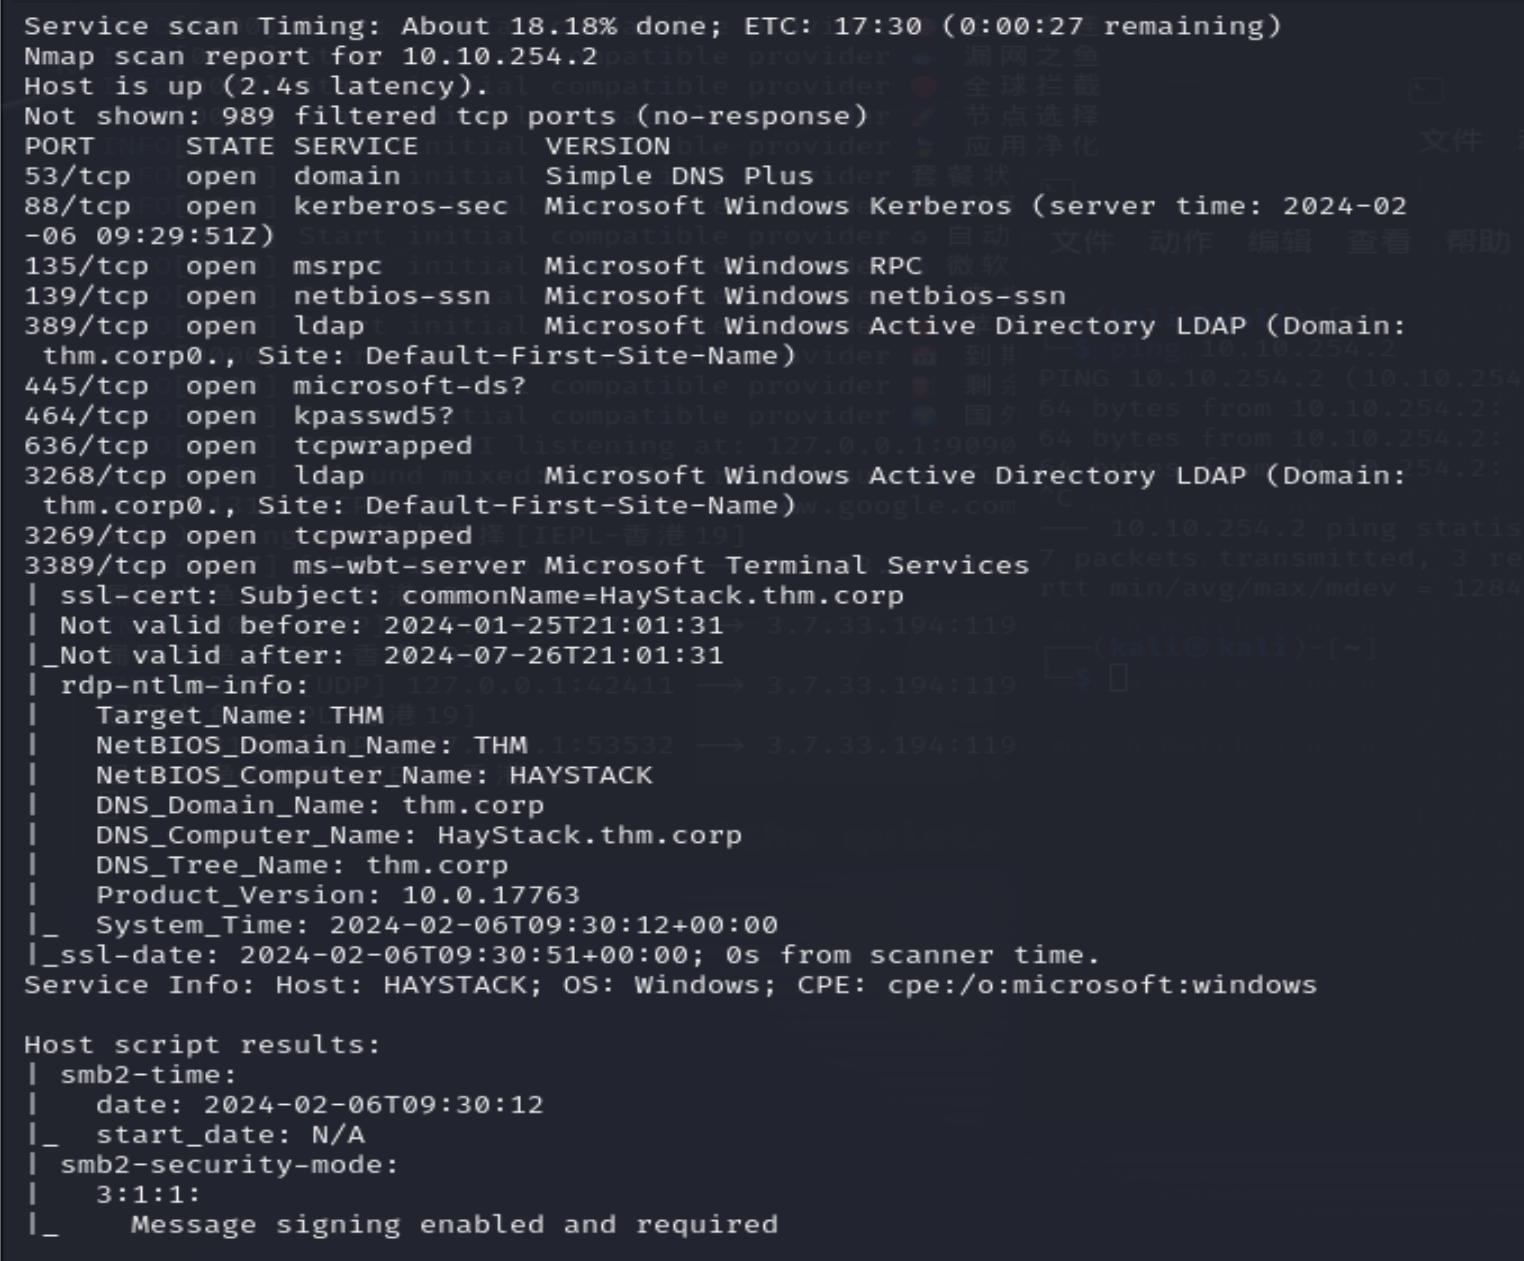 Service scan Timing: About 18.18% done; ETC: 17:30 (0:00:27 remaining)
Nmap scan report for 10.10.254.2
Host is up (2.4s latency).
Not shown: 989 filtered tcp ports (no-response)
PORT     STATE SERVICE       VERSION
53/tcp   open  domain        Simple DNS Plus
88/tcp   open  kerberos-sec  Microsoft Windows Kerberos (server time: 2024-02
-06 09:29:51Z)
135/tcp  open  msrpc         Microsoft Windows RPC
139/tcp  open  netbios-ssn   Microsoft Windows netbios-ssn
389/tcp  open  ldap          Microsoft Windows Active Directory LDAP (Domain:
 thm.corp0., Site: Default-First-Site-Name)
445/tcp  open  microsoft-ds?
464/tcp  open  kpasswd5?
636/tcp  open  tcpwrapped
3268/tcp open  ldap          Microsoft Windows Active Directory LDAP (Domain:
 thm.corp0., Site: Default-First-Site-Name)
3269/tcp open  tcpwrapped
3389/tcp open  ms-wbt-server Microsoft Terminal Services
| ssl-cert: Subject: commonName=HayStack.thm.corp
| Not valid before: 2024-01-25T21:01:31
|_Not valid after:  2024-07-26T21:01:31
| rdp-ntlm-info:
|   Target_Name: THM
|   NetBIOS_Domain_Name: THM
|   NetBIOS_Computer_Name: HAYSTACK
|   DNS_Domain_Name: thm.corp
|   DNS_Computer_Name: HayStack.thm.corp
|   DNS_Tree_Name: thm.corp
|   Product_Version: 10.0.17763
|_  System_Time: 2024-02-06T09:30:12+00:00
|_ssl-date: 2024-02-06T09:30:51+00:00; 0s from scanner time.
Service Info: Host: HAYSTACK; OS: Windows; CPE: cpe:/o:microsoft:windows

Host script results:
| smb2-time:
|   date: 2024-02-06T09:30:12
|_  start_date: N/A
| smb2-security-mode:
|   3:1:1:
|_    Message signing enabled and required